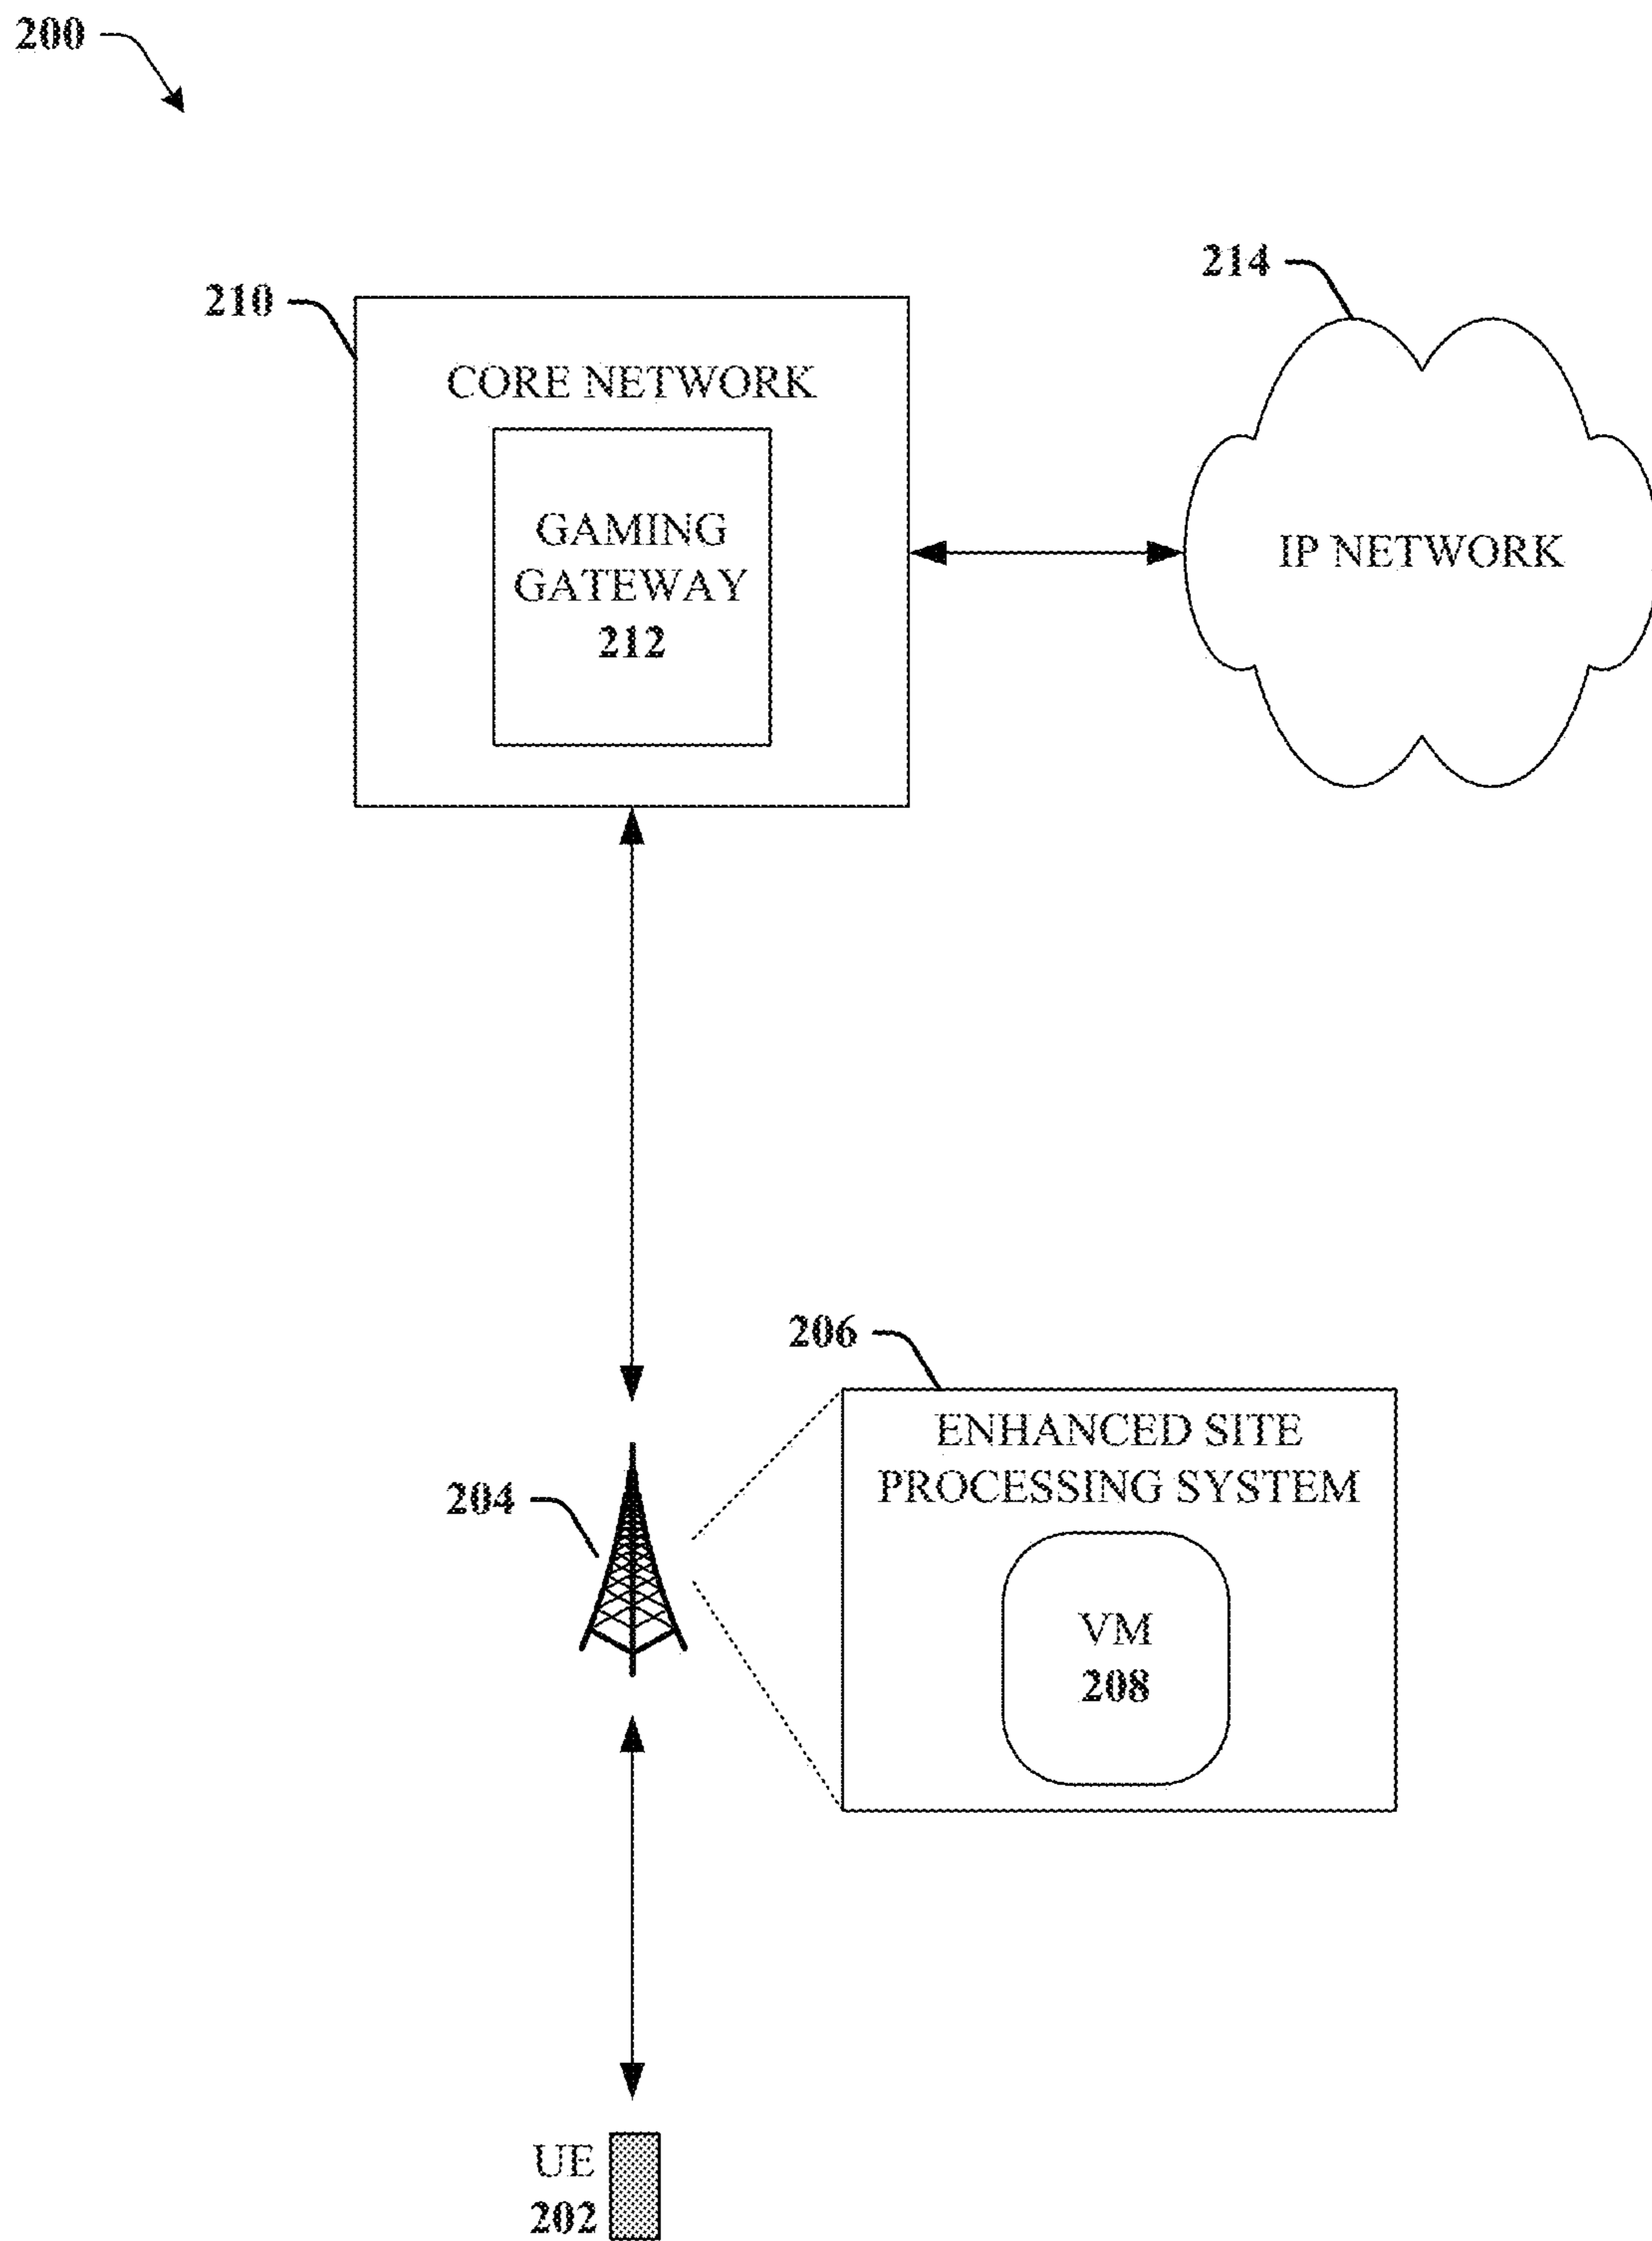 200
214
210
CORE NETWORK
GAMING
GATEWAY
212
IP NETWORK
206
ENHANCED SITE
PROCESSING SYSTEM
204
VM
208
UE
202